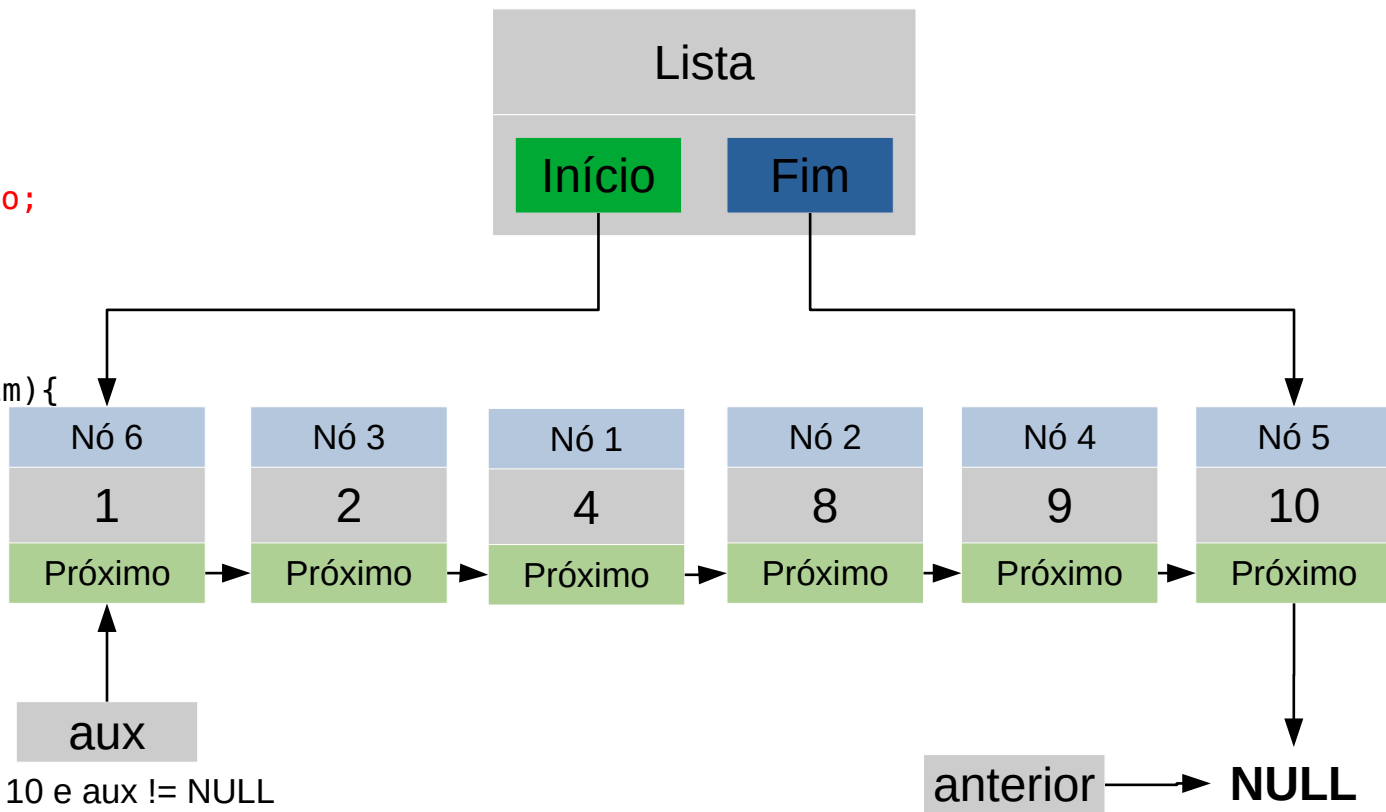 Lista
Início Fim
o;
m){
Nó 6 Nó 3 Nó 1 Nó 2 Nó 4 Nó 5
1 2 4 8 9 10
Próximo Próximo Próximo Próximo Próximo Próximo
aux
10 e aux != NULL
anterior NULL